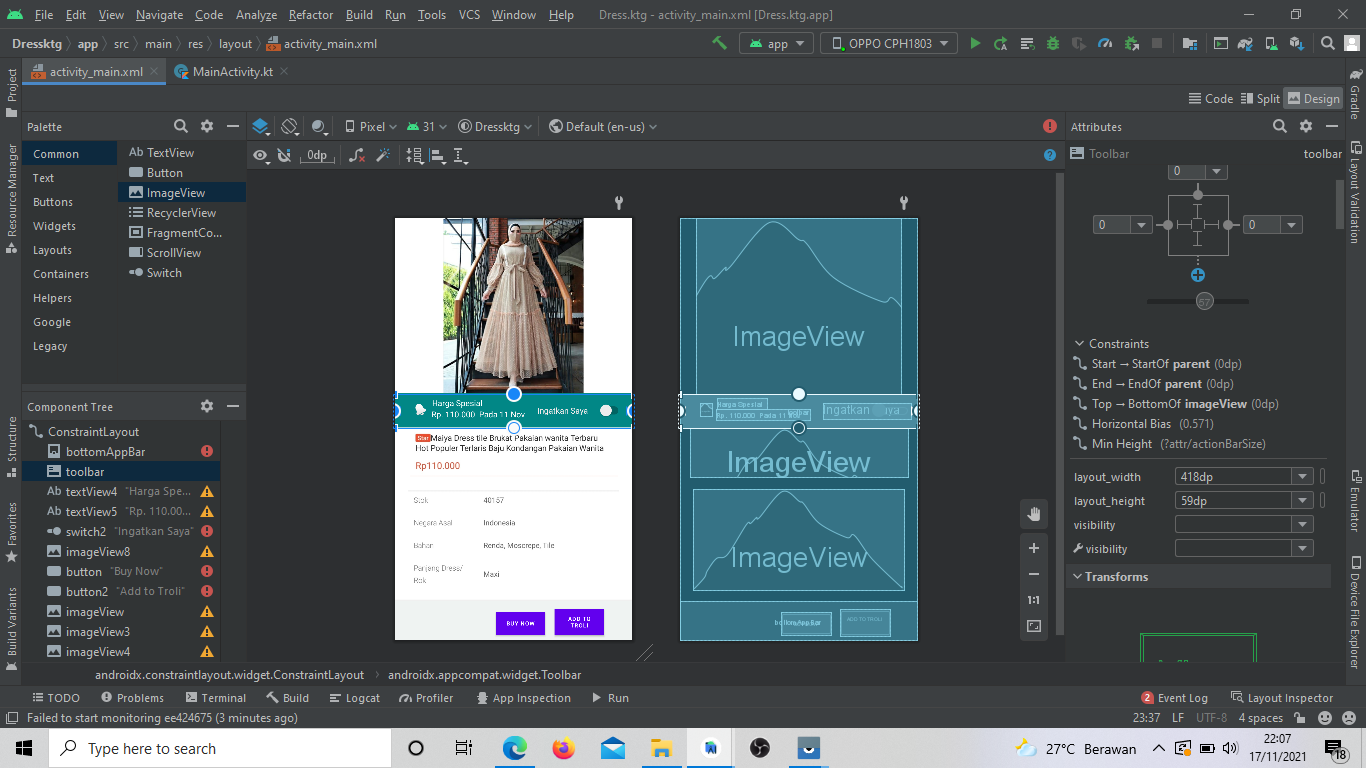 File Edit View Navigate Code Analyze Refactor Build Run Tools VCS Window Help Dress.ktg - activity_main.xml [Dress.ktg.app]
Dressktg app src main res layout activity_main.xml app OPPO CPH1803
activity_main.xml MainActivity.kt
Code Split Design
Project
Resource Manager
Structure
Favorites
Build Variants
Palette
Common
Text
Buttons
Widgets
Layouts
Containers
Helpers
Google
Legacy
Ab TextView
Button
ImageView
RecyclerView
FragmentCo...
ScrollView
Switch
Component Tree
ConstraintLayout
bottomAppBar
toolbar
Ab textView4 "Harga Spe...
Ab textView5 "Rp. 110.00...
switch2 "Ingatkan Saya"
imageView8
button "Buy Now"
button2 "Add to Troli"
imageView
imageView3
imageView4
Pixel 31 Dressktg Default (en-us)
0dp
Harga Spesial
Rp. 110.000 Pada 11 Nov
Ingatkan Saya
Star Maiya Dress tile Brukat Pakaian wanita Terbaru
Hot Populer Terlaris Baju Kondangan Pakaian Wanita
Rp110.000
Stok 40157
Negara Asal Indonesia
Bahan Renda, Moscrepe, Tile
Panjang Dress/
Rok
Maxi
BUY NOW
ADD TO
TROLI
ImageView
Harga Spesial
Rp. 110.000 Pada 11 Nov
Ingatkan Saya
ImageView
ImageView
bottomAppBar
ADD TO TROLI
1:1
Attributes
Toolbar toolbar
0
0 0
57
Constraints
Start → StartOf parent (0dp)
End → EndOf parent (0dp)
Top → BottomOf imageView (0dp)
Horizontal Bias (0.571)
Min Height (?attr/actionBarSize)
layout_width 418dp
layout_height 59dp
visibility
visibility
Transforms
Gradle
Layout Validation
Emulator
Device File Explorer
androidx.constraintlayout.widget.ConstraintLayout androidx.appcompat.widget.Toolbar
TODO Problems Terminal Build Logcat Profiler App Inspection Run 2 Event Log Layout Inspector
Failed to start monitoring ee424675 (3 minutes ago) 23:37 LF UTF-8 4 spaces
Type here to search
27°C Berawan
22:07
17/11/2021
18